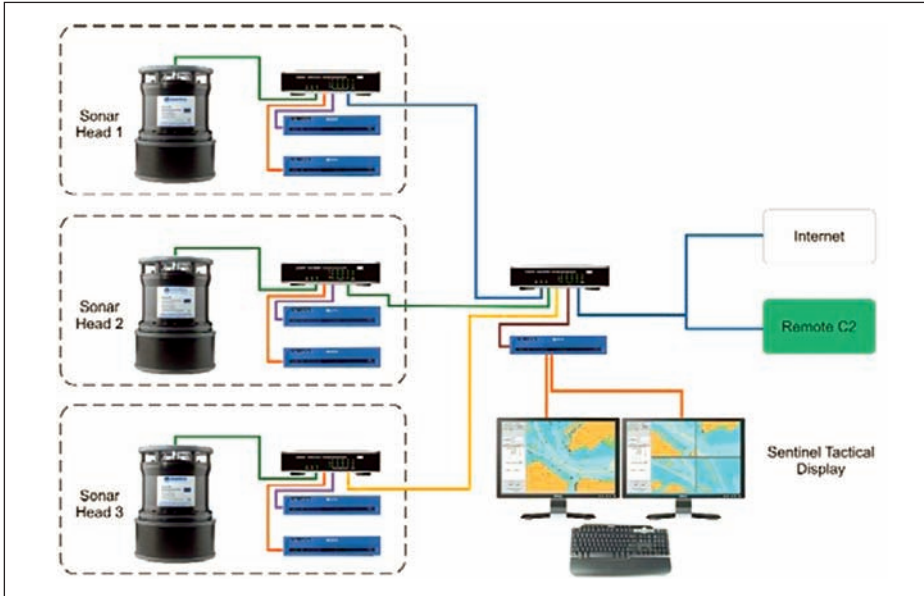 Sonar
Head 1
Sonar
Head 2
Sonar
Head 3
Internet
Remote C2
Sentinel Tactical
Display